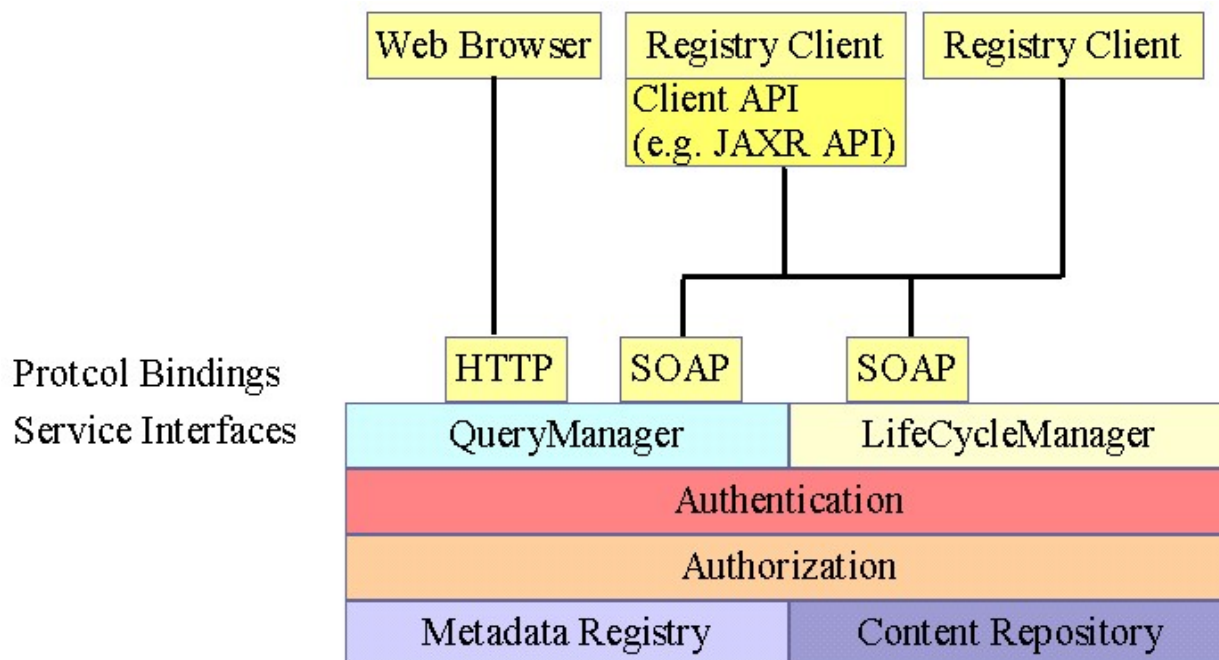 Web Browser
Registry Client
Registry Client
Client API
(e.g. JAXR API)
Protcol Bindings
HTTP
SOAP
SOAP
Service Interfaces
QueryManager
LifeCycleManager
Authentication
Authorization
Metadata Registry
Content Repository